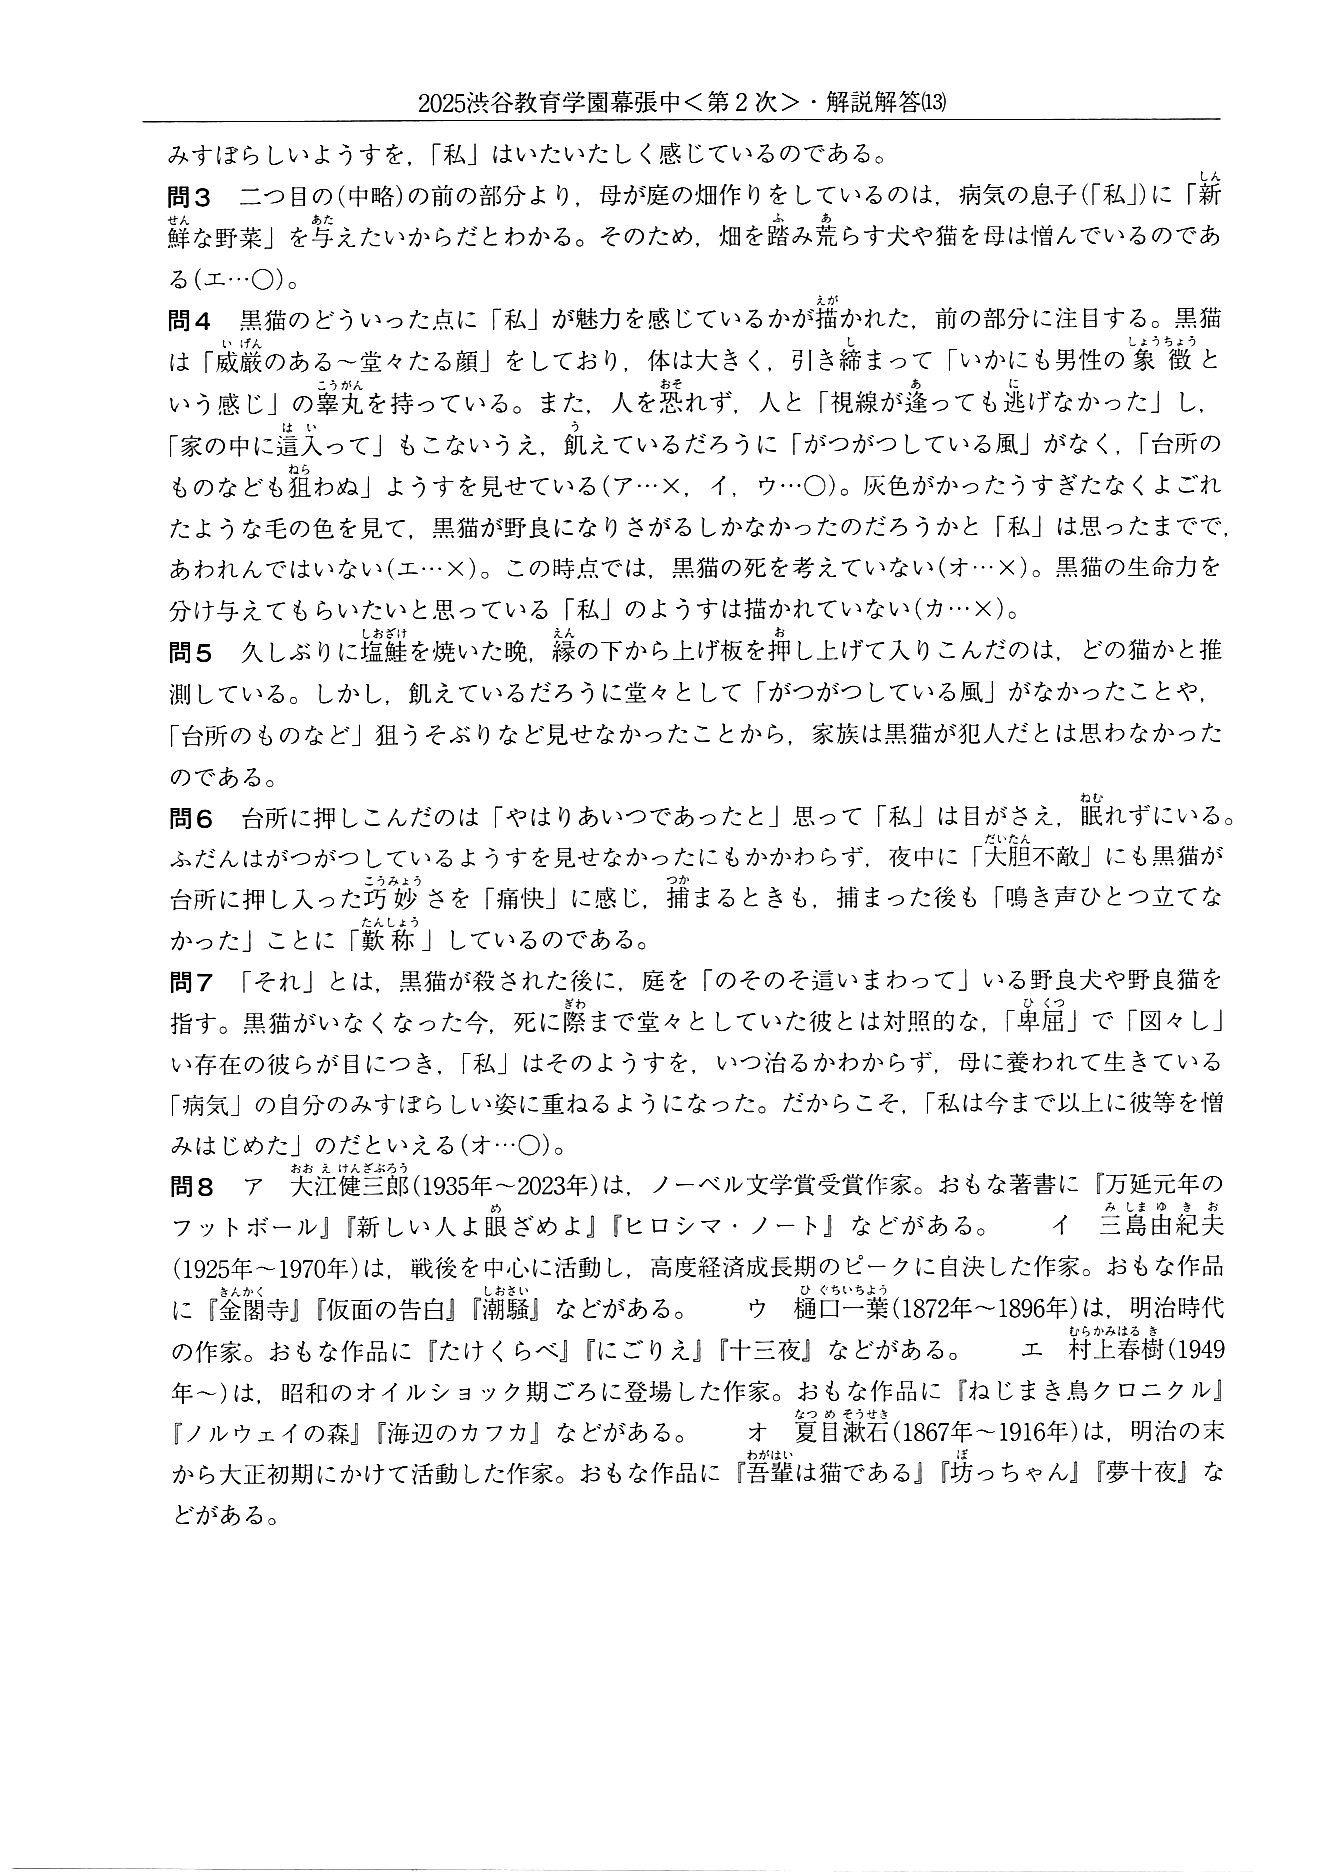 2025渋谷教育学園幕張中＜第２次＞・解説解答⒀
みすぼらしいようすを，「私」はいたいたしく感じているのである。
問３　二つ目の(中略)の前の部分より，母が庭の畑作りをしているのは，病気の息子(「私」)に「新
鮮な野菜」を与えたいからだとわかる。そのため，畑を踏み荒らす犬や猫を母は憎んでいるのであ
る(エ…○)。
問４　黒猫のどういった点に「私」が魅力を感じているかが描かれた，前の部分に注目する。黒猫
は「威厳のある～堂々たる顔」をしており，体は大きく，引き締まって「いかにも男性の象徴と
いう感じ」の睾丸を持っている。また，人を恐れず，人と「視線が逢っても逃げなかった」し，
「家の中に這入って」もこないうえ，飢えているだろうに「がつがつしている風」がなく，「台所の
ものなども狙わぬ」ようすを見せている(ア…×，イ，ウ…○)。灰色がかったうすぎたなくよごれ
たような毛の色を見て，黒猫が野良になりさがるしかなかったのだろうかと「私」は思ったまでで，
あわれんではいない(エ…×)。この時点では，黒猫の死を考えていない(オ…×)。黒猫の生命力を
分け与えてもらいたいと思っている「私」のようすは描かれていない(カ…×)。
問５　久しぶりに塩鮭を焼いた晩，縁の下から上げ板を押し上げて入りこんだのは，どの猫かと推
測している。しかし，飢えているだろうに堂々として「がつがつしている風」がなかったことや，
「台所のものなど」狙うそぶりなど見せなかったことから，家族は黒猫が犯人だとは思わなかった
のである。
問６　台所に押しこんだのは「やはりあいつであったと」思って「私」は目がさえ，眠れずにいる。
ふだんはがつがつしているようすを見せなかったにもかかわらず，夜中に「大胆不敵」にも黒猫が
台所に押し入った巧妙さを「痛快」に感じ，捕まるときも，捕まった後も「鳴き声ひとつ立てな
かった」ことに「歎称」しているのである。
問７　「それ」とは，黒猫が殺された後に，庭を「のそのそ這いまわって」いる野良犬や野良猫を
指す。黒猫がいなくなった今，死に際まで堂々としていた彼とは対照的な，「卑屈」で「図々し」
い存在の彼らが目につき，「私」はそのようすを，いつ治るかわからず，母に養われて生きている
「病気」の自分のみすぼらしい姿に重ねるようになった。だからこそ，「私は今まで以上に彼等を憎
みはじめた」のだといえる(オ…○)。
問８　ア　大江健三郎(1935年～2023年)は，ノーベル文学賞受賞作家。おもな著書に『万延元年の
フットボール』『新しい人よ眼ざめよ』『ヒロシマ・ノート』などがある。　　イ　三島由紀夫
(1925年～1970年)は，戦後を中心に活動し，高度経済成長期のピークに自決した作家。おもな作品
に『金閣寺』『仮面の告白』『潮騒』などがある。　　ウ　樋口一葉(1872年～1896年)は，明治時代
の作家。おもな作品に『たけくらべ』『にごりえ』『十三夜』などがある。　　エ　村上春樹(1949
年～)は，昭和のオイルショック期ごろに登場した作家。おもな作品に『ねじまき鳥クロニクル』
『ノルウェイの森』『海辺のカフカ』などがある。　　オ　夏目漱石(1867年～1916年)は，明治の末
から大正初期にかけて活動した作家。おもな作品に『吾輩は猫である』『坊っちゃん』『夢十夜』な
どがある。